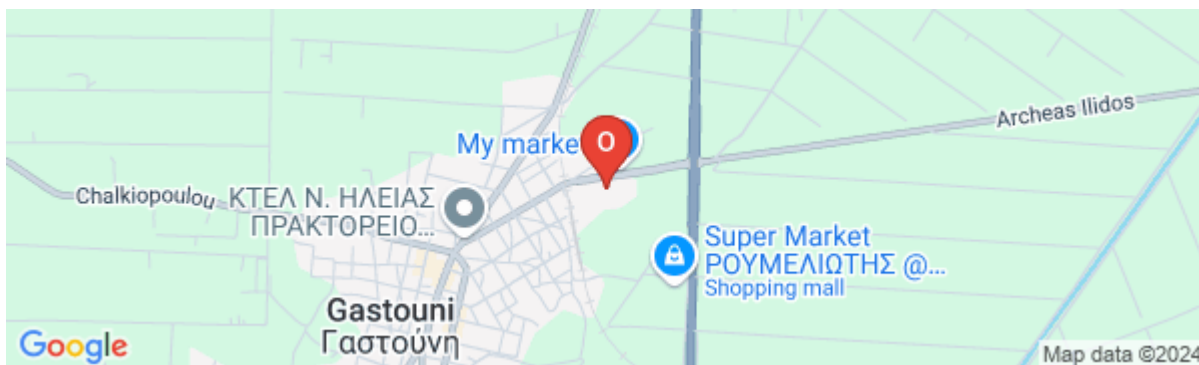 Archeas Ilidos
My marke
O
Chalkiopoulou
ΚΤΕΛ Ν. ΗΛΕΙΑΣ
ΠΡΑΚΤΟΡΕΙΟ...
Super Market
ΡΟΥΜΕΛΙΩΤΗΣ @...
Shopping mall
Gastouni
Γαστούνη
Google
Map data ©2024